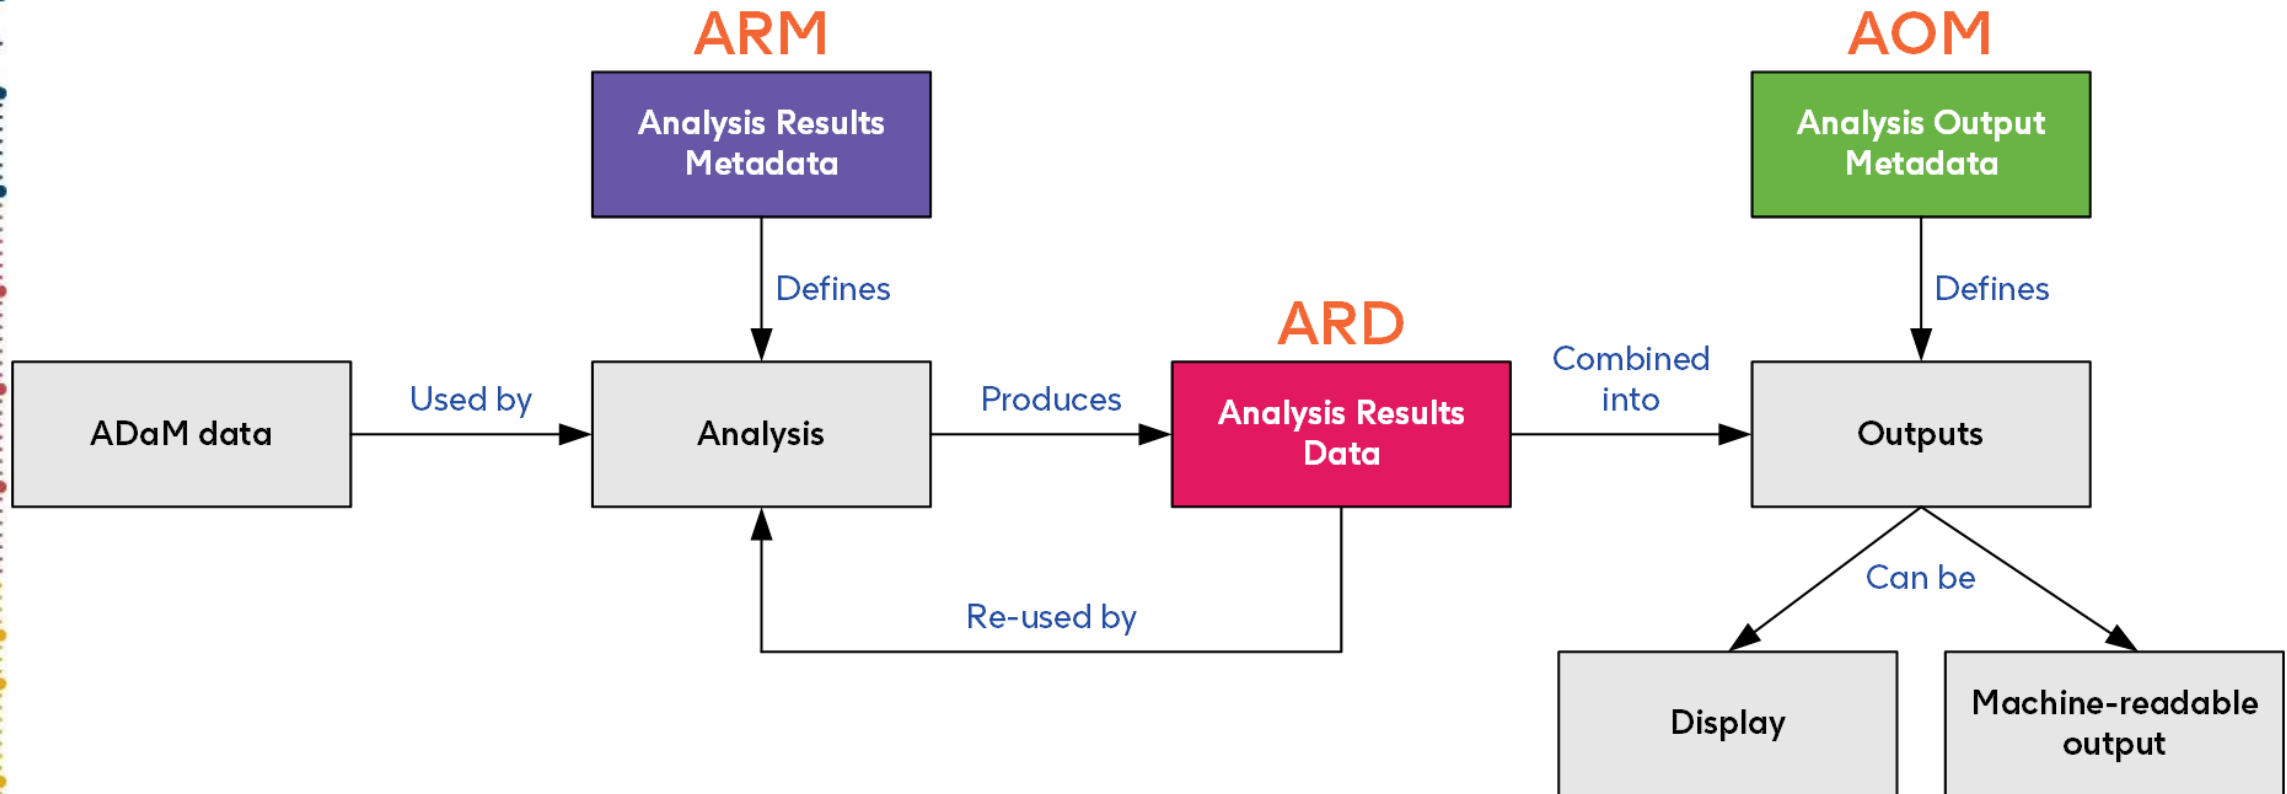 ARM
AOM
Analysis Results
Metadata
Analysis Output
Metadata
Defines
Defines
ARD
ADaM data
Used by
Analysis
Produces
Analysis Results
Data
Combined
into
Outputs
Re-used by
Can be
Display
Machine-readable
output